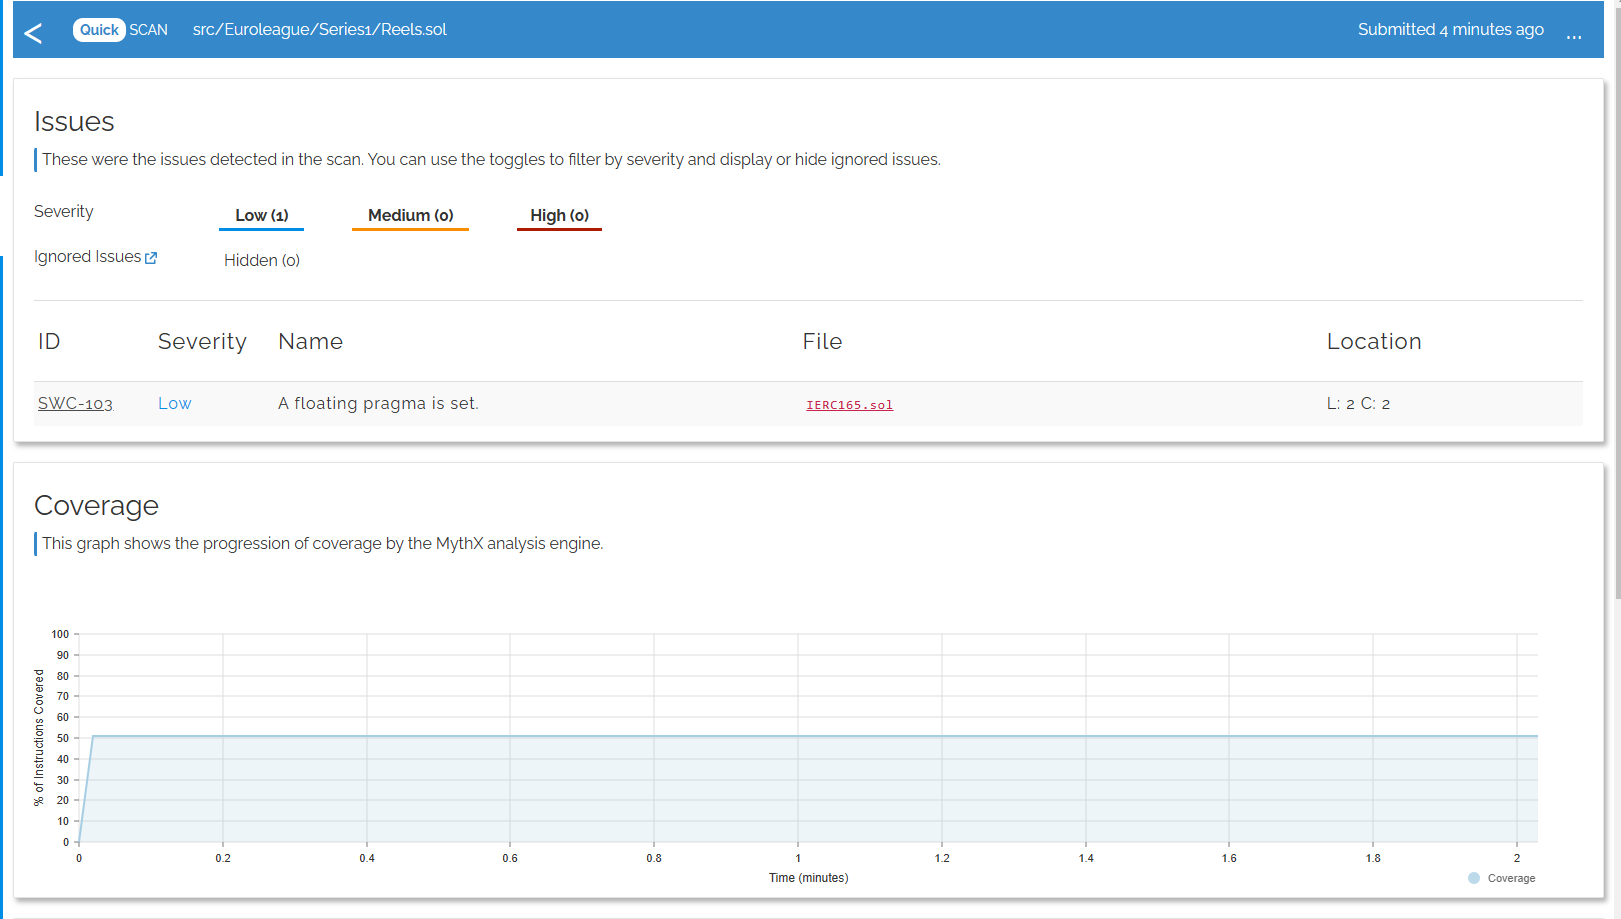 Quick SCAN src/Euroleague/Series1/Reels.sol Submitted 4 minutes ago ...
Issues
These were the issues detected in the scan. You can use the toggles to filter by severity and display or hide ignored issues.
Severity Low (1) Medium (0) High (0)
Ignored Issues Hidden (0)
ID Severity Name File Location
SWC-103 Low A floating pragma is set. IERC165.sol L: 2 C: 2
Coverage
This graph shows the progression of coverage by the MythX analysis engine.
% of Instructions Covered
100
90
80
70
60
50
40
30
20
10
0
0 0.2 0.4 0.6 0.8 1 1.2 1.4 1.6 1.8 2
Time (minutes)
Coverage